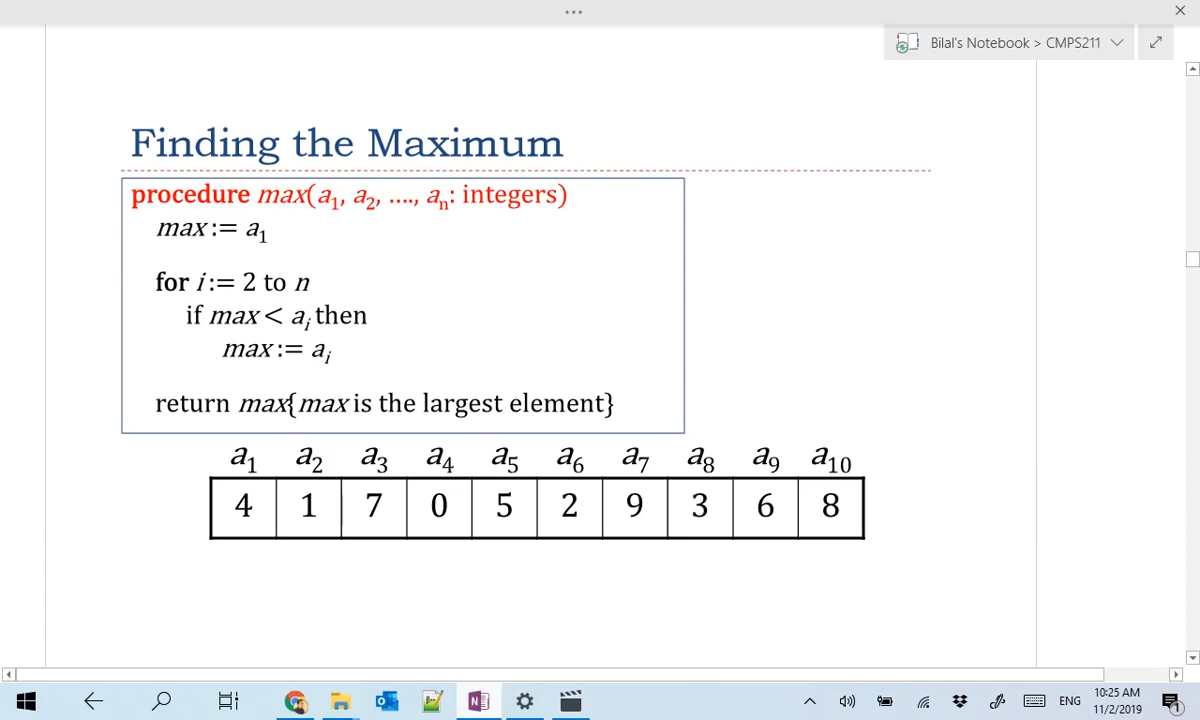 Bilal's Notebook > CMPS211
Finding the Maximum
procedure max(a1, a2, …., an: integers)
max := a1
for i := 2 to n
if max < ai then
max := ai
return max{max is the largest element}
a1 a2 a3 a4 a5 a6 a7 a8 a9 a10
4 1 7 0 5 2 9 3 6 8
ENG
10:25 AM
11/2/2019
1